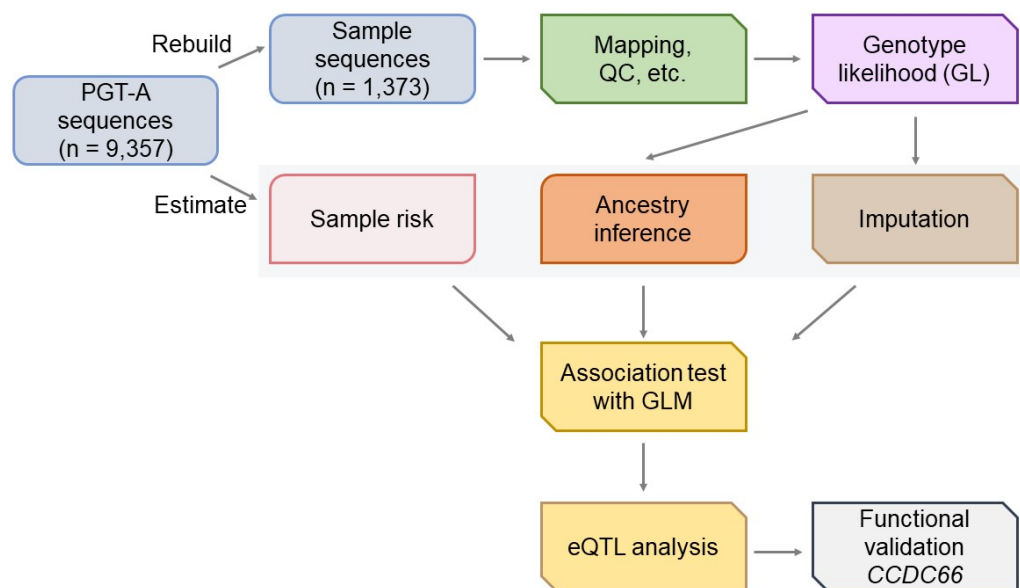 Rebuild
Sample
sequences
(n = 1,373)
Mapping,
QC, etc.
Genotype
likelihood (GL)
PGT-A
sequences
(n = 9,357)
Estimate
Sample risk
Ancestry
inference
Imputation
Association test
with GLM
eQTL analysis
Functional
validation
CCDC66